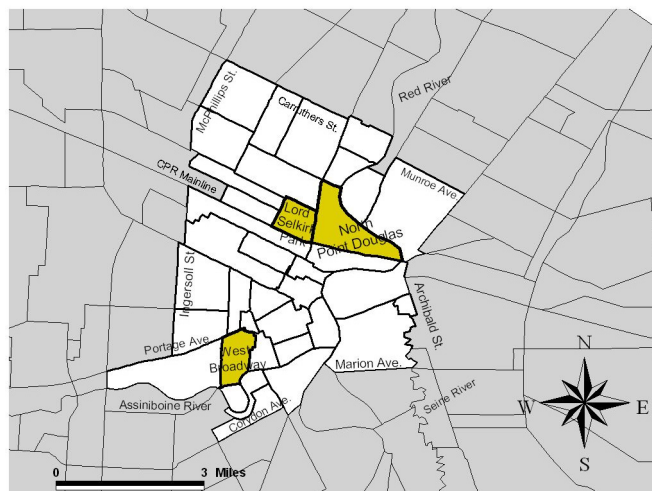 McPhillips St.
Carruthers St.
Red River
CPR Mainline
Munroe Ave.
Lord
Selkirk
Park
North
Point Douglas
Ingersoll St.
Archibald St.
Portage Ave.
West
Broadway
Marion Ave.
Assiniboine River
Corydon Ave.
Seine River
N
W
E
S
0
3 Miles